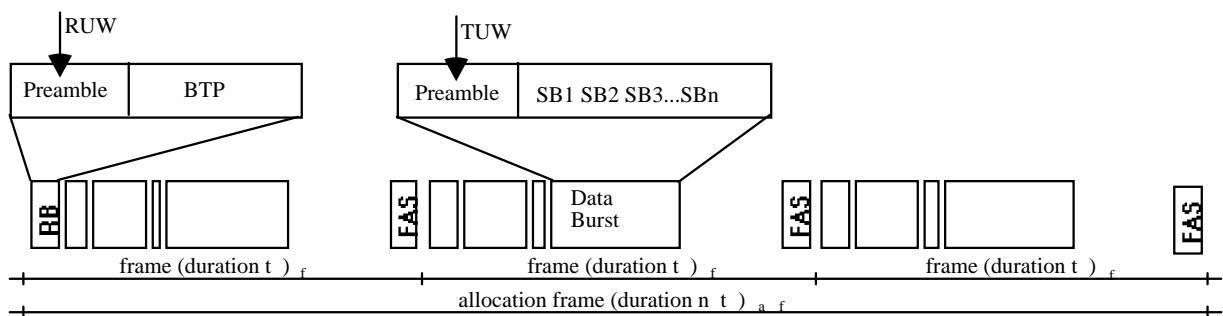 RUW
TUW
Preamble BTP
Preamble SB1 SB2 SB3...SBn
RB
FAS
Data
Burst
FAS
FAS
frame (duration t ) f
frame (duration t ) f
frame (duration t ) f
allocation frame (duration n t ) a f